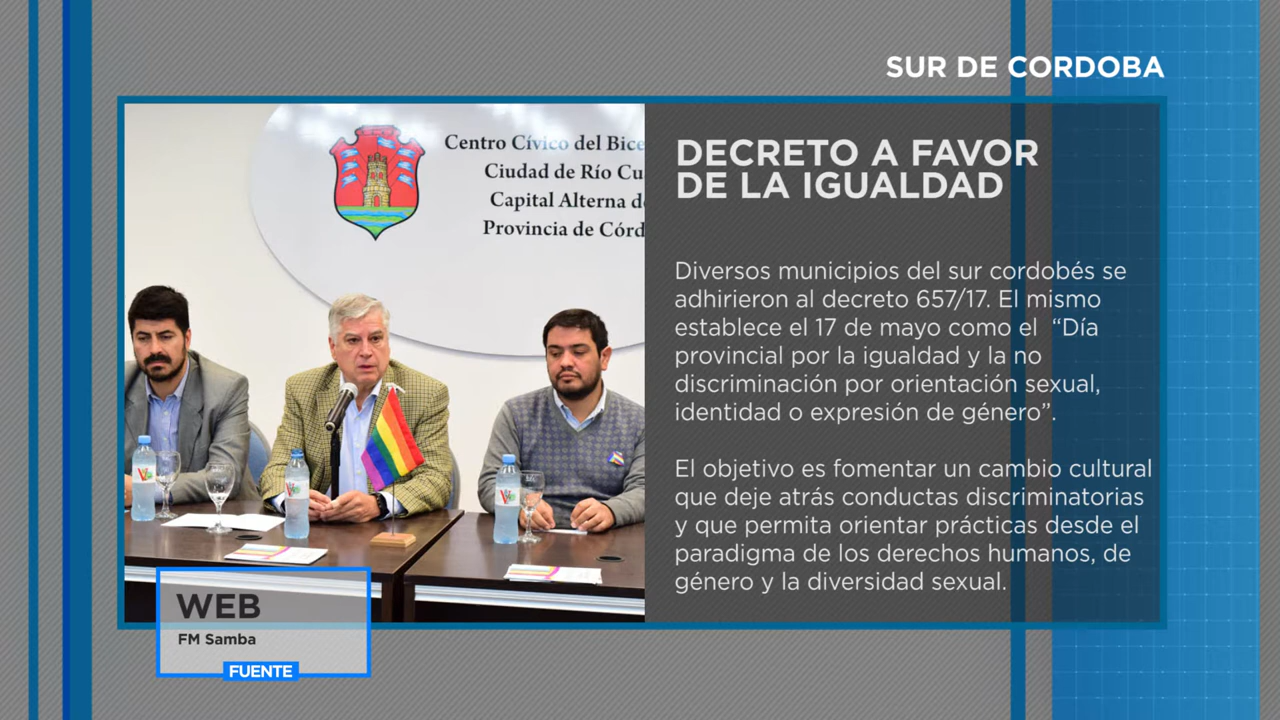 SUR DE CORDOBA
Centro Cívico del Bice
Ciudad de Río Cu
Capital Alterna d
Provincia de Córd
DECRETO A FAVOR
DE LA IGUALDAD
Diversos municipios del sur cordobés se
adhirieron al decreto 657/17. El mismo
establece el 17 de mayo como el “Día
provincial por la igualdad y la no
discriminación por orientación sexual,
identidad o expresión de género”.
El objetivo es fomentar un cambio cultural
que deje atrás conductas discriminatorias
y que permita orientar prácticas desde el
paradigma de los derechos humanos, de
género y la diversidad sexual.
WEB
FM Samba
FUENTE